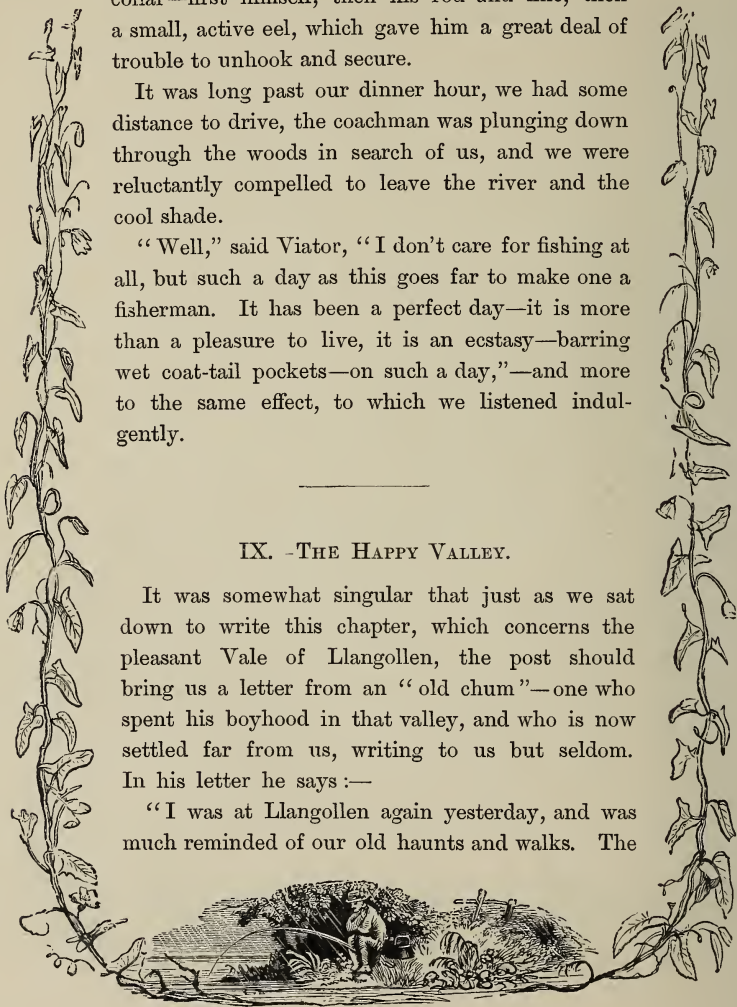 a small, active eel, which gave him a great deal of
trouble to unhook and secure.
It was long past our dinner hour, we had some
distance to drive, the coachman was plunging down
through the woods in search of us, and we were
reluctantly compelled to leave the river and the
cool shade.
“Well,” said Viator, “I don't care for fishing at
all, but such a day as this goes far to make one a
fisherman. It has been a perfect day—it is more
than a pleasure to live, it is an ecstasy—barring
wet coat-tail pockets—on such a day,”—and more
to the same effect, to which we listened indul-
gently.
IX. -The Happy Valley.
It was somewhat singular that just as we sat
down to write this chapter, which concerns the
pleasant Vale of Llangollen, the post should
bring us a letter from an “old chum”—one who
spent his boyhood in that valley, and who is now
settled far from us, writing to us but seldom.
In his letter he says:—
“I was at Llangollen again yesterday, and was
much reminded of our old haunts and walks. The